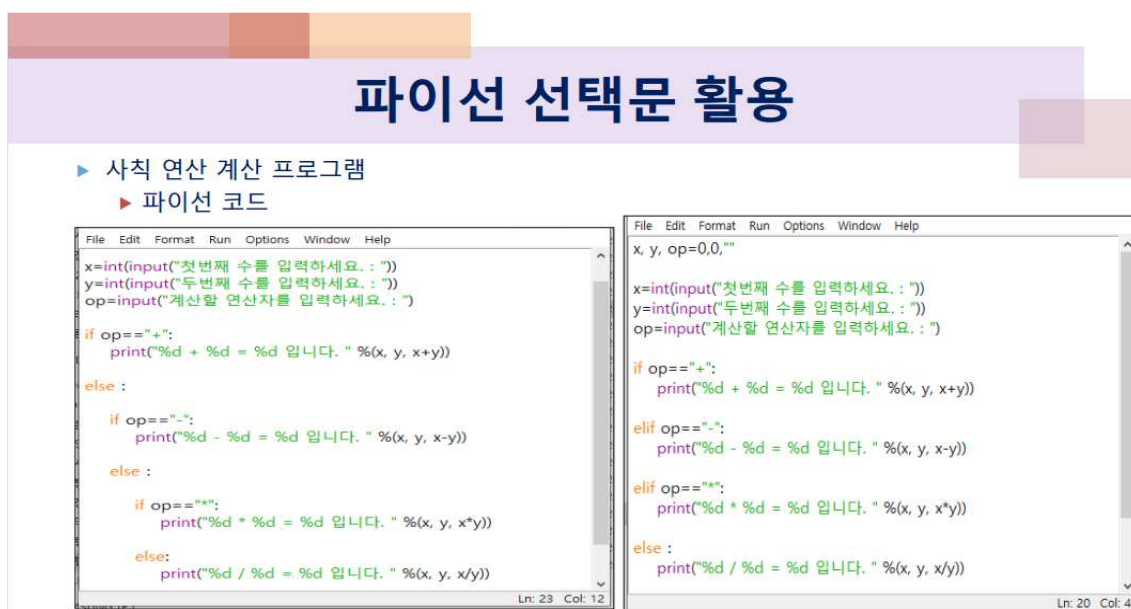 파이선 선택문 활용
사칙 연산 계산 프로그램
파이선 코드
File Edit Format Run Options Window Help
x=int(input("첫번째 수를 입력하세요. : "))
y=int(input("두번째 수를 입력하세요. : "))
op=input("계산할 연산자를 입력하세요. : ")
if op=="+":
print("%d + %d = %d 입니다. " %(x, y, x+y))
else :
if op=="-":
print("%d - %d = %d 입니다. " %(x, y, x-y))
else :
if op=="*":
print("%d * %d = %d 입니다. " %(x, y, x*y))
else:
print("%d / %d = %d 입니다. " %(x, y, x/y))
Ln: 23 Col: 12
File Edit Format Run Options Window Help
x, y, op=0,0,""
x=int(input("첫번째 수를 입력하세요. : "))
y=int(input("두번째 수를 입력하세요. : "))
op=input("계산할 연산자를 입력하세요. : ")
if op=="+":
print("%d + %d = %d 입니다. " %(x, y, x+y))
elif op=="-":
print("%d - %d = %d 입니다. " %(x, y, x-y))
elif op=="*":
print("%d * %d = %d 입니다. " %(x, y, x*y))
else :
print("%d / %d = %d 입니다. " %(x, y, x/y))
Ln: 20 Col: 4